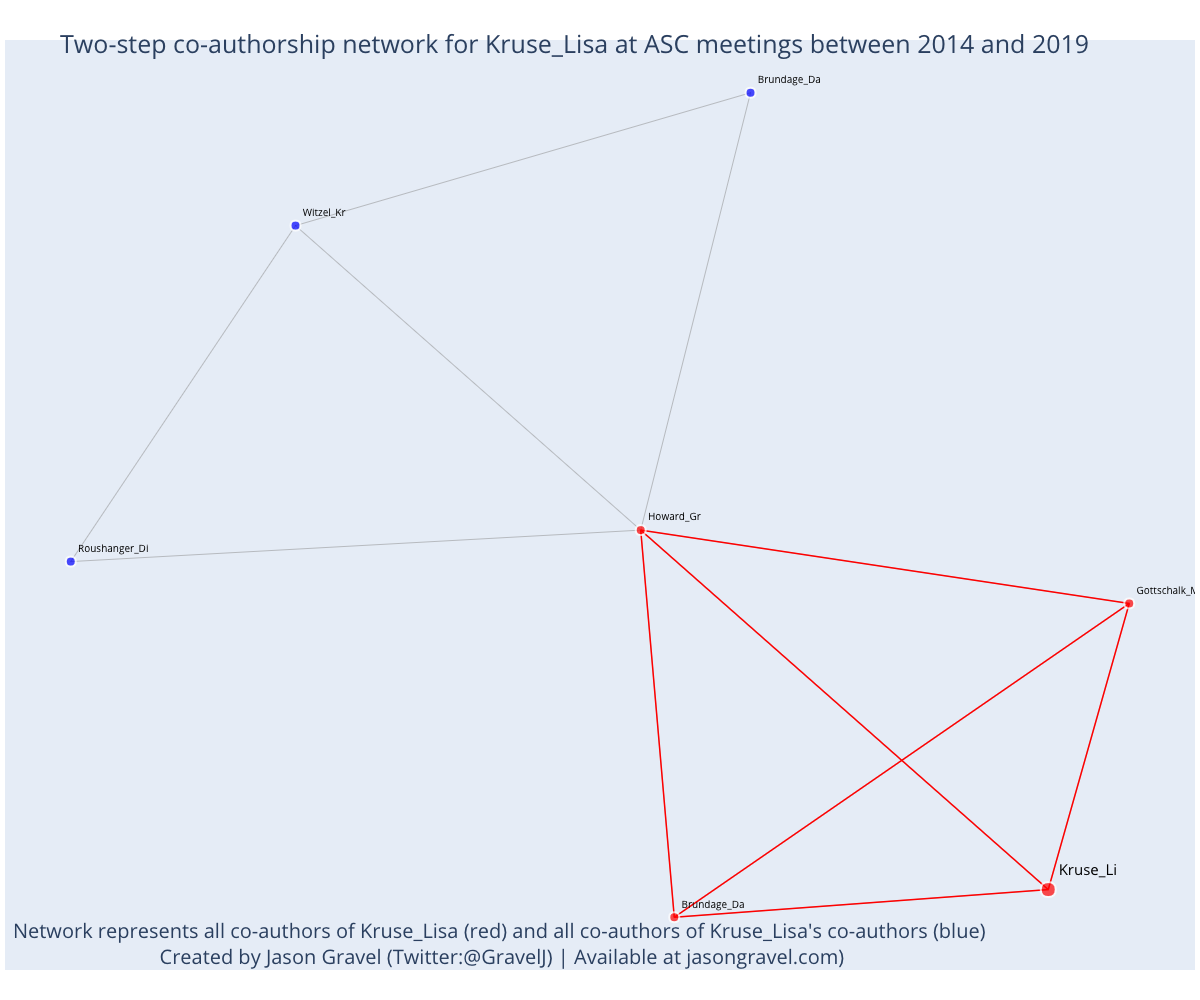 Two-step co-authorship network for Kruse_Lisa at ASC meetings between 2014 and 2019
Brundage_Da
Witzel_Kr
Howard_Gr
Roushanger_Di
Gottschalk_M
Kruse_Li
Brundage_Da
Network represents all co-authors of Kruse_Lisa (red) and all co-authors of Kruse_Lisa's co-authors (blue)
Created by Jason Gravel (Twitter:@GravelJ) | Available at jasongravel.com)